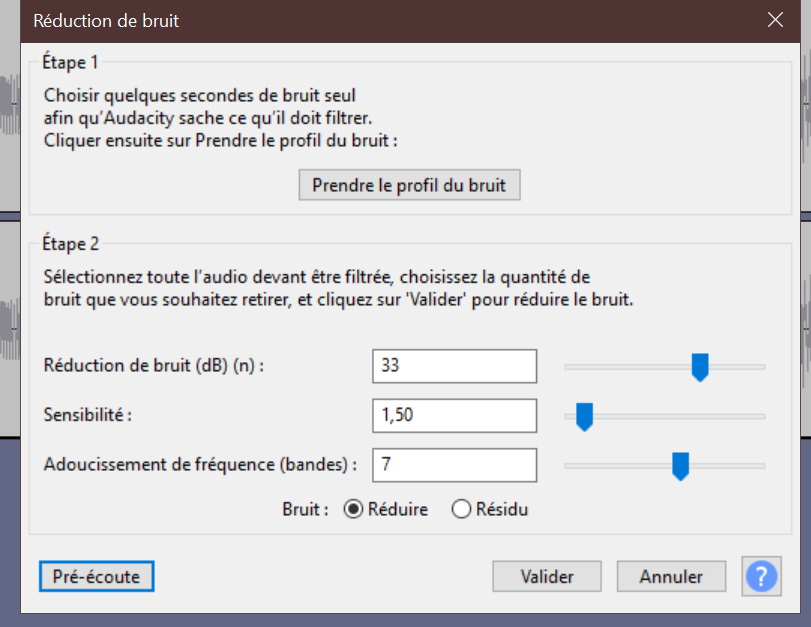 Réduction de bruit
Étape 1
Choisir quelques secondes de bruit seul
afin qu'Audacity sache ce qu'il doit filtrer.
Cliquer ensuite sur Prendre le profil du bruit :
Prendre le profil du bruit
Étape 2
Sélectionnez toute l'audio devant être filtrée, choisissez la quantité de
bruit que vous souhaitez retirer, et cliquez sur 'Valider' pour réduire le bruit.
Réduction de bruit (dB) (n) : 33
Sensibilité : 1,50
Adoucissement de fréquence (bandes) : 7
Bruit : Réduire Résidu
Pré-écoute Valider Annuler ?